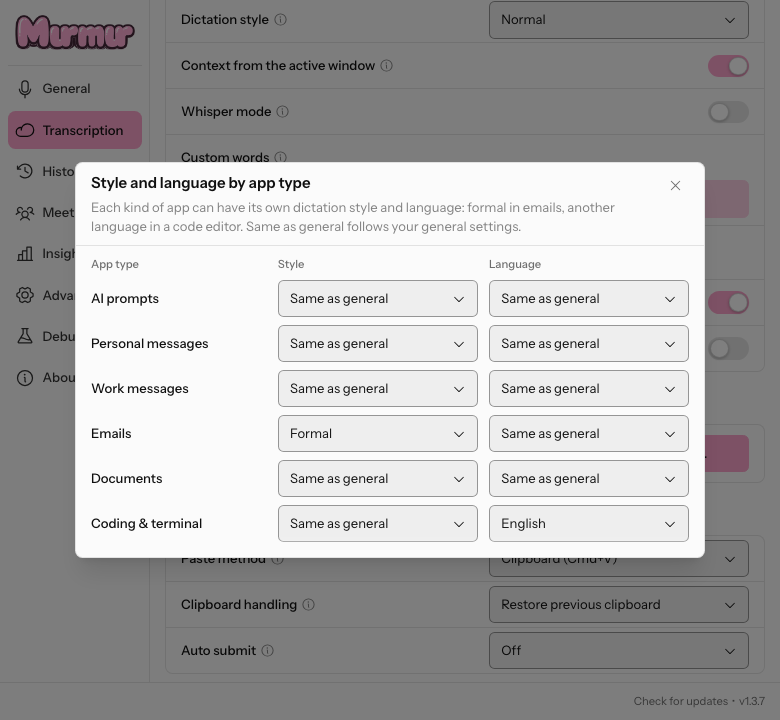 Murmur
Dictation style
Normal
Context from the active window
General
Whisper mode
Transcription
Custom words
Style and language by app type
Each kind of app can have its own dictation style and language: formal in emails, another
language in a code editor. Same as general follows your general settings.
App type Style Language
AI prompts Same as general Same as general
Personal messages Same as general Same as general
Work messages Same as general Same as general
Emails Formal Same as general
Documents Same as general Same as general
Coding & terminal Same as general English
Paste method Clipboard (Cmd+V)
Clipboard handling Restore previous clipboard
Auto submit Off
Check for updates • v1.3.7